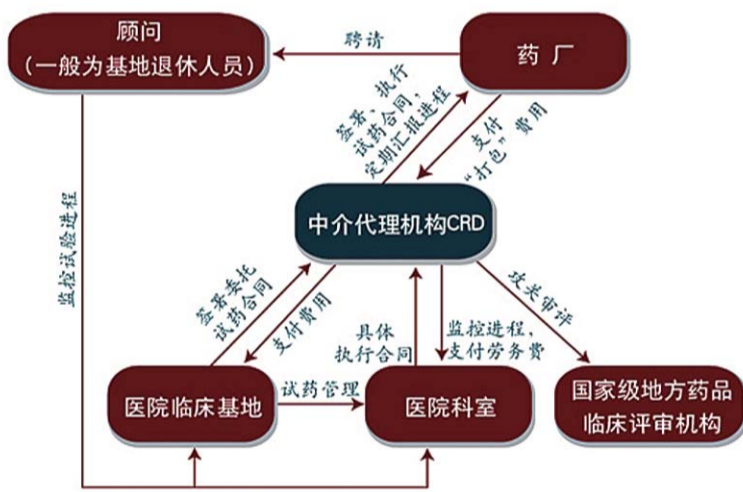 顾问
（一般为基地退休人员）
聘请
药 厂
签署、执行
试药合同，
定期汇报进程
支付
“打包”费用
监控试验进程
中介代理机构CRD
签署委托
试药合同
支付费用
具体
执行合同
监控进程，
支付劳务费
攻关审评
医院临床基地
试药管理
医院科室
国家级地方药品
临床评审机构